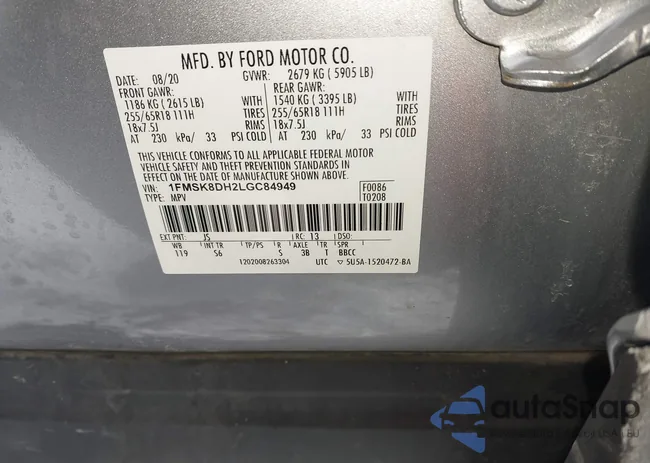 MFD. BY FORD MOTOR CO.
DATE: 08/20 GVWR: 2679 KG ( 5905 LB)
FRONT GAWR: REAR GAWR:
1186 KG ( 2615 LB) WITH 1540 KG ( 3395 LB) WITH
255/65R18 111H TIRES 255/65R18 111H TIRES
18x7.5J RIMS 18x7.5J RIMS
AT 230 kPa/ 33 PSI COLD AT 230 kPa/ 33 PSI COLD
THIS VEHICLE CONFORMS TO ALL APPLICABLE FEDERAL MOTOR
VEHICLE SAFETY AND THEFT PREVENTION STANDARDS IN
EFFECT ON THE DATE OF MANUFACTURE SHOWN ABOVE.
VIN: 1FMSK8DH2LGC84949 F0086
TYPE: MPV T0208
EXT PNT: JS RC: 13 DSO:
WB INT TR TP/PS R AXLE TR SPR
119 S6 S 3B T BBCC
1202008263304 UTC ▽ SU5A-1520472-BA
autoSnap